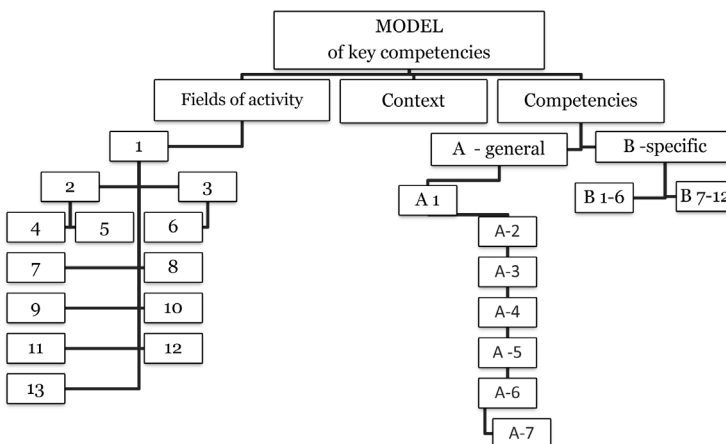 MODEL
of key competencies
Fields of activity
Context
Competencies
1
A - general
B -specific
2
3
A 1
B 1-6
B 7-12
4
5
6
A-2
7
8
A-3
9
10
A-4
11
12
A -5
13
A-6
A-7